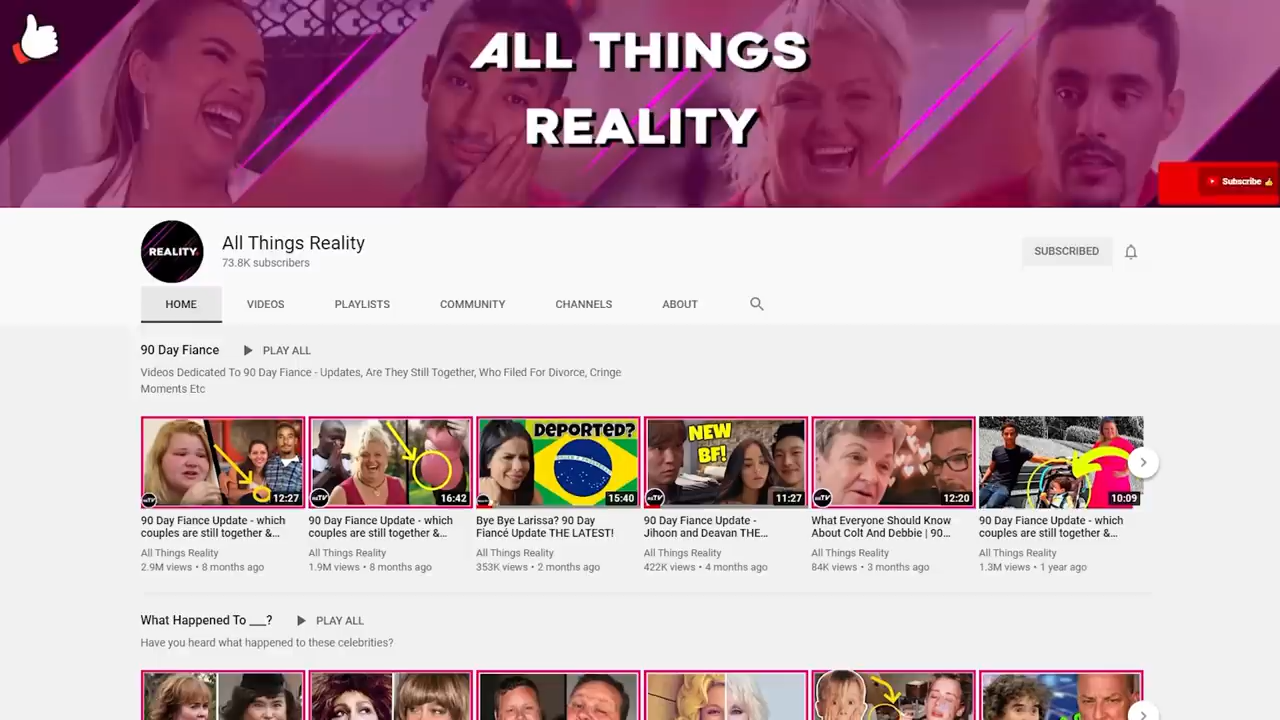 ALL THINGS
REALITY
Subscribe
REALITY
All Things Reality
73.8K subscribers
SUBSCRIBED
HOME VIDEOS PLAYLISTS COMMUNITY CHANNELS ABOUT
90 Day Fiance PLAY ALL
Videos Dedicated To 90 Day Fiance - Updates, Are They Still Together, Who Filed For Divorce, Cringe
Moments Etc
DEPORTED?
NEW
BF!
12:27 16:42 15:40 11:27 12:20 10:09
90 Day Fiance Update - which
couples are still together &...
All Things Reality
2.9M views • 8 months ago
90 Day Fiance Update - which
couples are still together &...
All Things Reality
1.9M views • 8 months ago
Bye Bye Larissa? 90 Day
Fiancé Update THE LATEST!
All Things Reality
353K views • 2 months ago
90 Day Fiance Update -
Jihoon and Deavan THE...
All Things Reality
422K views • 4 months ago
What Everyone Should Know
About Colt And Debbie | 90...
All Things Reality
84K views • 3 months ago
90 Day Fiance Update - which
couples are still together &...
All Things Reality
1.3M views • 1 year ago
What Happened To ___? PLAY ALL
Have you heard what happened to these celebrities?